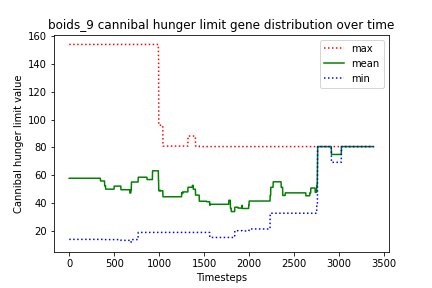 boids_9 cannibal hunger limit gene distribution over time
160
140
120
100
80
60
40
20
Cannibal hunger limit value
max
mean
min
0 500 1000 1500 2000 2500 3000 3500
Timesteps